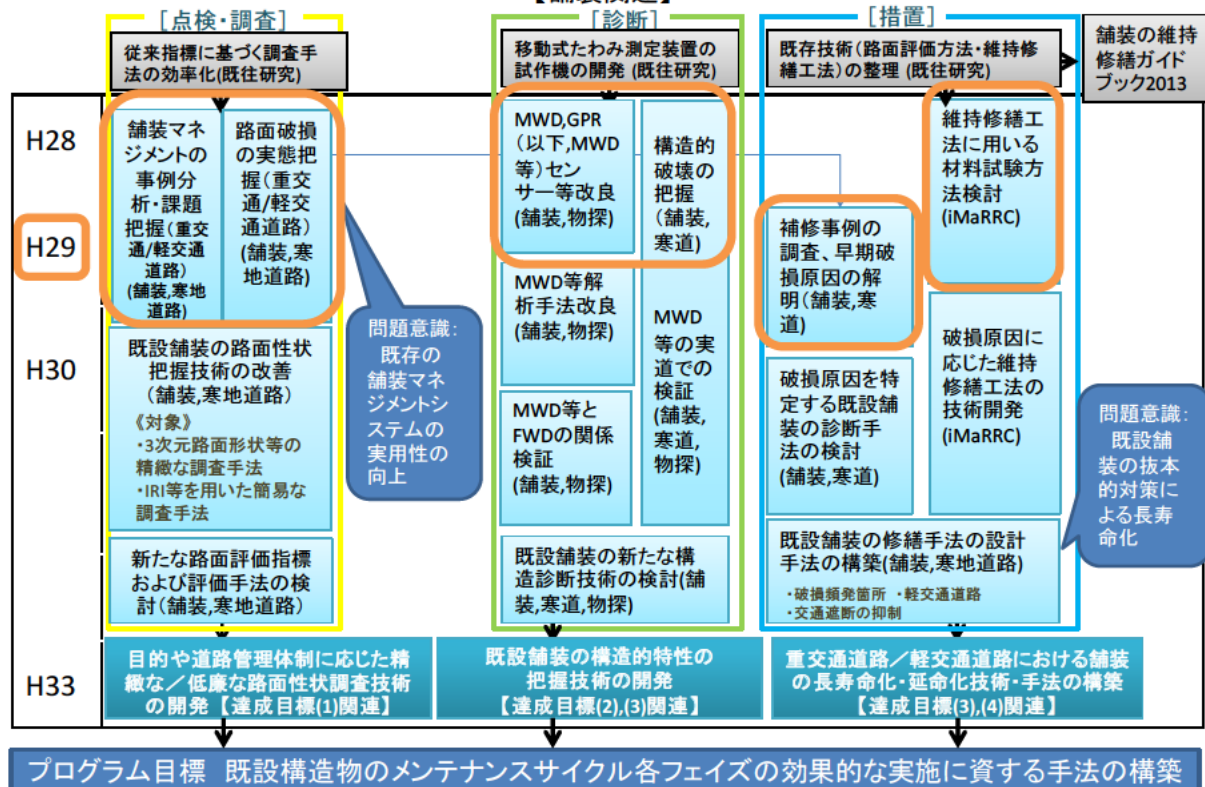 【舗装関連】
［点検・調査］
［診断］
［措置］
従来指標に基づく調査手
法の効率化(既往研究)
移動式たわみ測定装置の
試作機の開発 (既往研究)
既存技術(路面評価方法・維持修
繕工法)の整理 (既往研究)
舗装の維持
修繕ガイド
ブック2013
H28
H29
H30
H33
舗装マネ
ジメントの
事例分
析・課題
把握(重交
通/軽交通
道路)
(舗装,寒地
道路)
路面破損
の実態把
握(重交
通/軽交
通道路)
(舗装,寒
地道路)
既設舗装の路面性状
把握技術の改善
(舗装,寒地道路)
《対象》
・3次元路面形状等の
精緻な調査手法
・IRI等を用いた簡易な
調査手法
新たな路面評価指標
および評価手法の検
討(舗装,寒地道路)
問題意識：
既存の
舗装マネ
ジメントシ
ステムの
実用性の
向上
MWD,GPR
(以下,MWD
等)セン
サー等改良
(舗装,物探)
構造的
破壊の
把握
(舗装,
寒道)
MWD等解
析手法改良
(舗装,物探)
MWD等と
FWDの関係
検証
(舗装,物探)
MWD
等の実
道での
検証
(舗装,
寒道,
物探)
既設舗装の新たな構
造診断技術の検討(舗
装,寒道,物探)
補修事例の
調査、早期破
損原因の解
明(舗装,寒
道)
維持修繕工
法に用いる
材料試験方
法検討
(iMaRRC)
破損原因を特
定する既設舗
装の診断手
法の検討
(舗装,寒道)
破損原因に
応じた維持
修繕工法の
技術開発
(iMaRRC)
既設舗装の修繕手法の設計
手法の構築(舗装,寒地道路)
・破損頻発箇所 ・軽交通道路
・交通遮断の抑制
問題意識：
既設舗
装の抜本
的対策に
よる長寿
命化
目的や道路管理体制に応じた精
緻な／低廉な路面性状調査技術
の開発【達成目標(1)関連】
既設舗装の構造的特性の
把握技術の開発
【達成目標(2),(3)関連】
重交通道路／軽交通道路における舗装
の長寿命化・延命化技術・手法の構築
【達成目標(3),(4)関連】
プログラム目標 既設構造物のメンテナンスサイクル各フェイズの効果的な実施に資する手法の構築